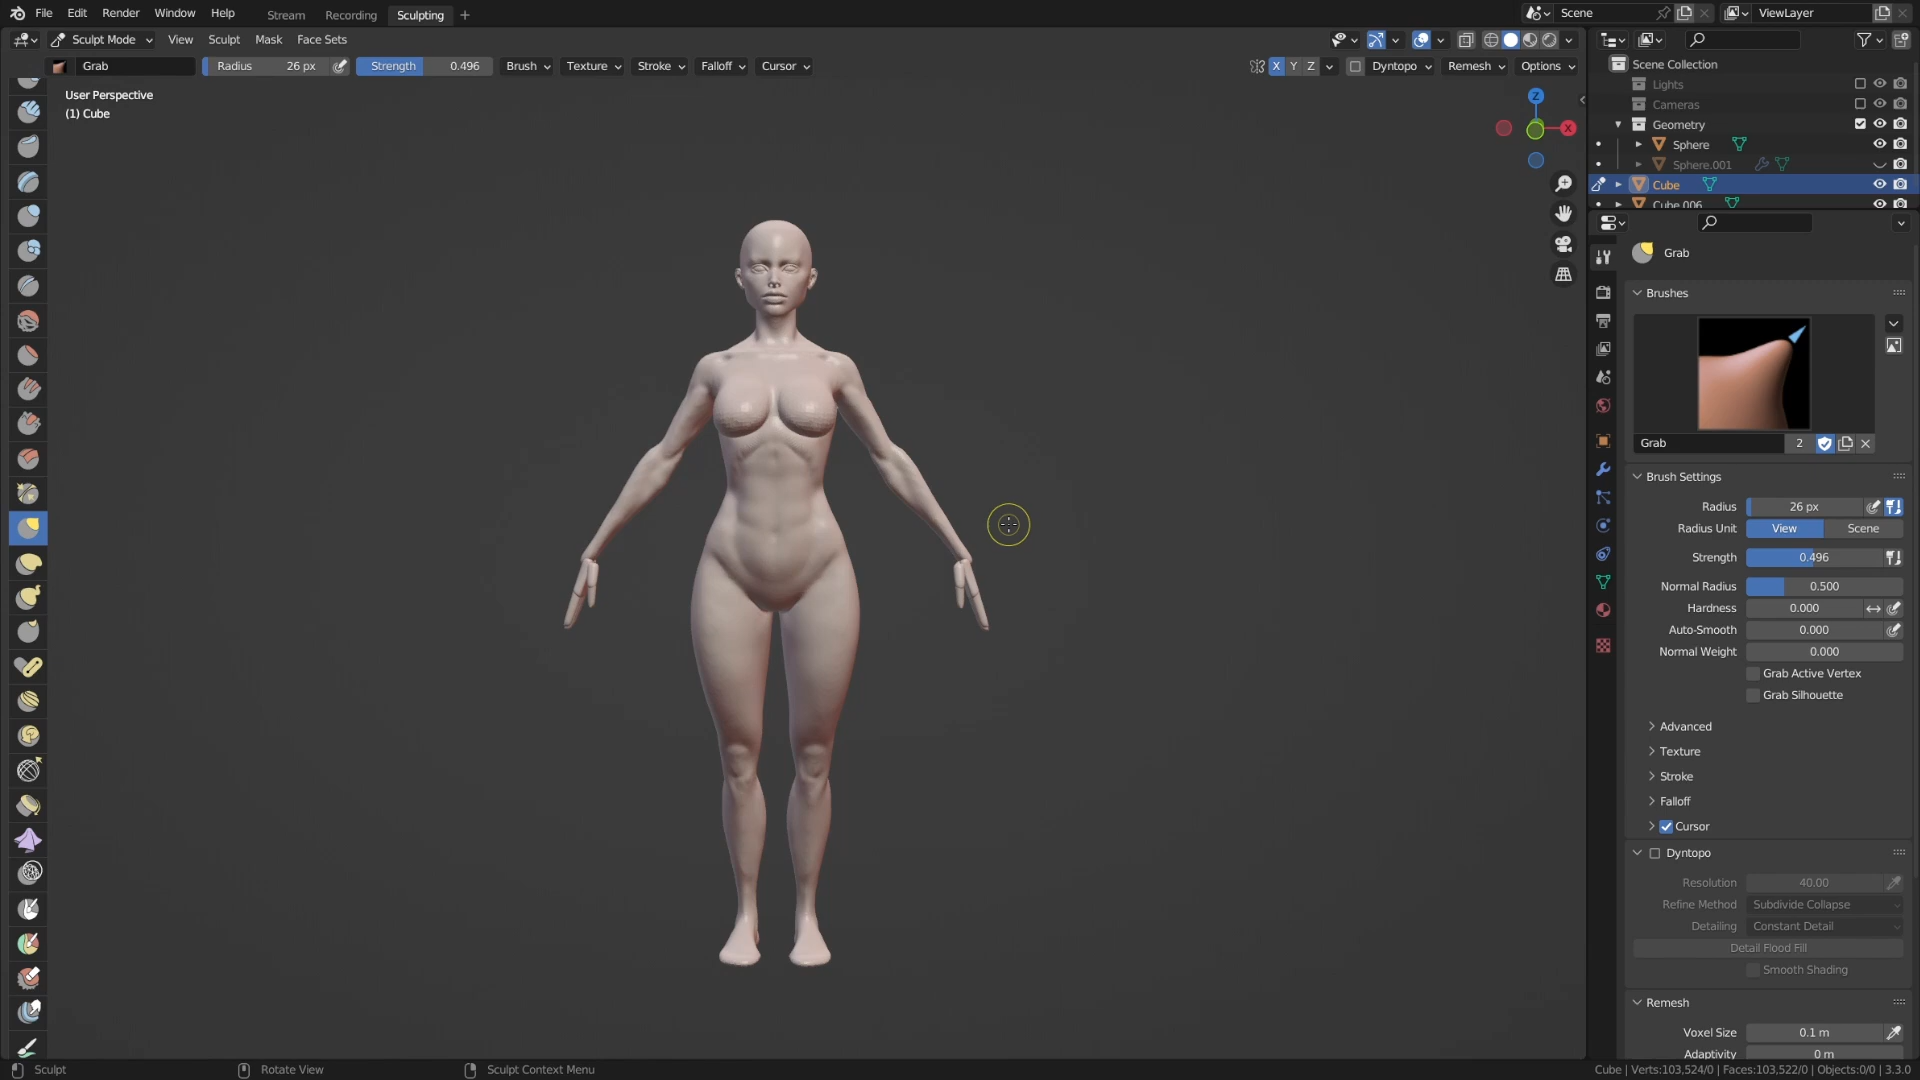 File Edit Render Window Help Stream Recording Sculpting + Scene ViewLayer
Sculpt Mode View Sculpt Mask Face Sets
Grab Radius 26 px Strength 0.496 Brush Texture Stroke Falloff Cursor X Y Z Dyntopo Remesh Options
User Perspective
(1) Cube
Z
X
Scene Collection
Lights
Cameras
Geometry
Sphere
Sphere.001
Cube
Cube.006
Grab
Brushes
Grab 2
Brush Settings
Radius 26 px
Radius Unit View Scene
Strength 0.496
Normal Radius 0.500
Hardness 0.000
Auto-Smooth 0.000
Normal Weight 0.000
Grab Active Vertex
Grab Silhouette
Advanced
Texture
Stroke
Falloff
Cursor
Dyntopo
Resolution 40.00
Refine Method Subdivide Collapse
Detailing Constant Detail
Detail Flood Fill
Smooth Shading
Remesh
Voxel Size 0.1 m
Adaptivity 0 m
Sculpt Rotate View Sculpt Context Menu Cube | Verts:103,524/0 | Faces:103,522/0 | Objects:0/0 | 3.3.0